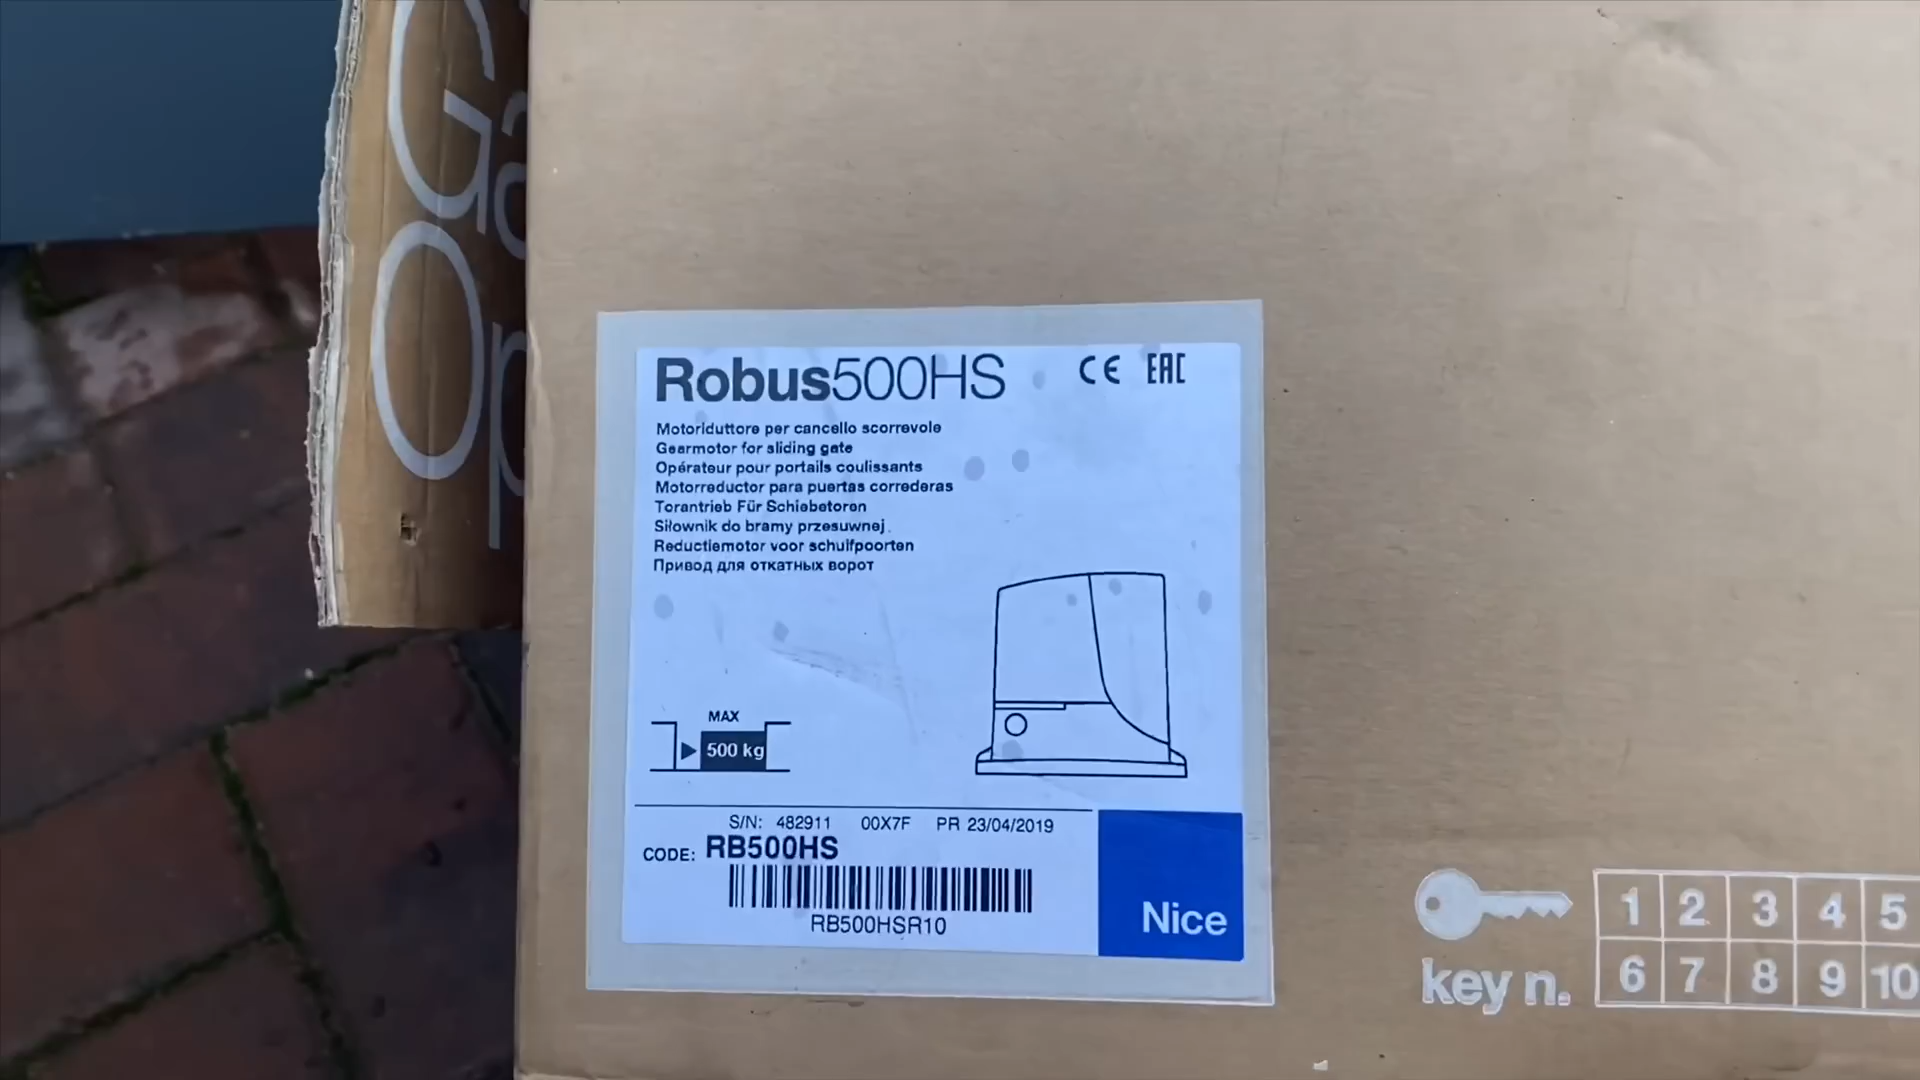 Robus500HS CE EAC
Motoriduttore per cancello scorrevole
Gearmotor for sliding gate
Opérateur pour portails coulissants
Motorreductor para puertas correderas
Torantrieb Für Schiebetoren
Siłownik do bramy przesuwnej
Reductiemotor voor schuifpoorten
Привод для откатных ворот
MAX
500 kg
S/N: 482911 00X7F PR 23/04/2019
CODE: RB500HS
RB500HSR10
Nice
key n.
1 2 3 4 5
6 7 8 9 10